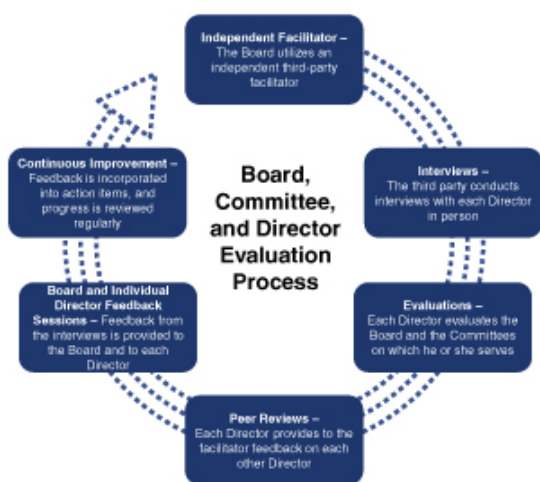 Independent Facilitator –
The Board utilizes an
independent third-party
facilitator
Interviews –
The third party conducts
interviews with each Director
in person
Evaluations –
Each Director evaluates the
Board and the Committees
on which he or she serves
Peer Reviews –
Each Director provides to the
facilitator feedback on each
other Director
Board and Individual
Director Feedback
Sessions – Feedback from
the interviews is provided to
the Board and to each
Director
Continuous Improvement –
Feedback is incorporated
into action items, and
progress is reviewed
regularly
Board,
Committee,
and Director
Evaluation
Process